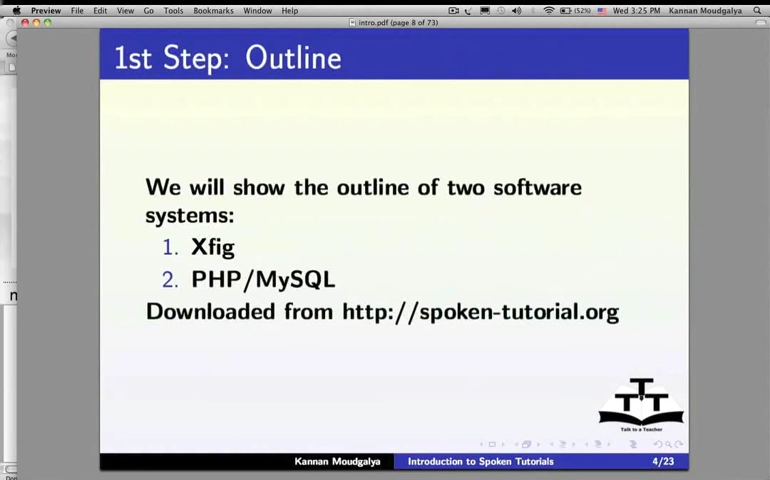 Preview File Edit View Go Tools Bookmarks Window Help (52%) Wed 3:25 PM Kannan Moudgalya
intro.pdf (page 8 of 73)
1st Step: Outline
We will show the outline of two software
systems:
1. Xfig
2. PHP/MySQL
Downloaded from http://spoken-tutorial.org
TTT
Talk to a Teacher
Kannan Moudgalya Introduction to Spoken Tutorials 4/23